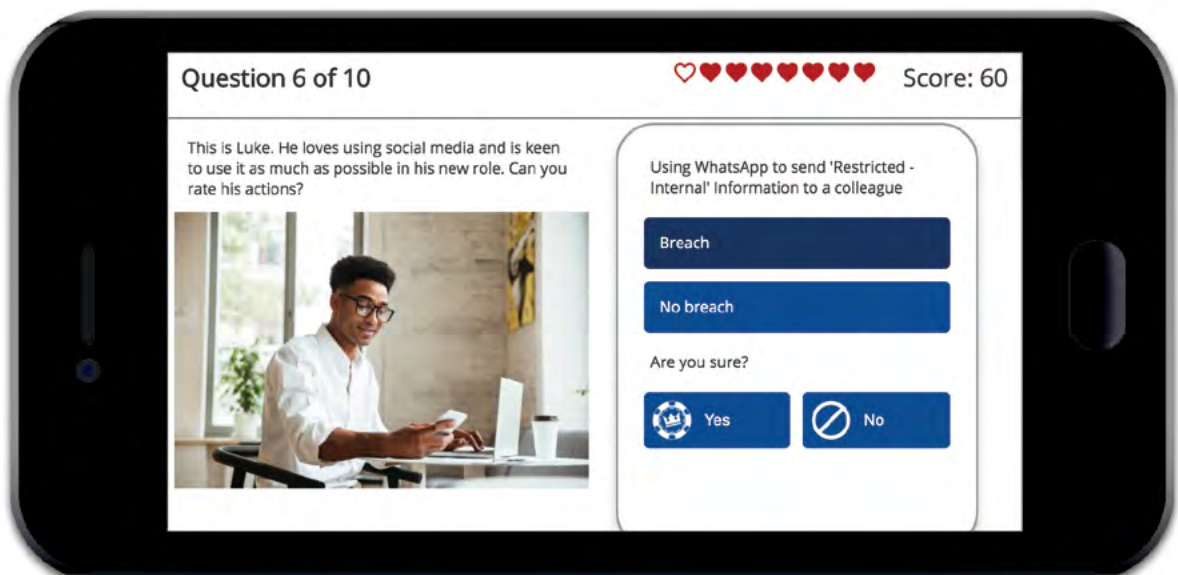 Question 6 of 10
Score: 60
This is Luke. He loves using social media and is keen
to use it as much as possible in his new role. Can you
rate his actions?
Using WhatsApp to send 'Restricted -
Internal' Information to a colleague
Breach
No breach
Are you sure?
Yes
No